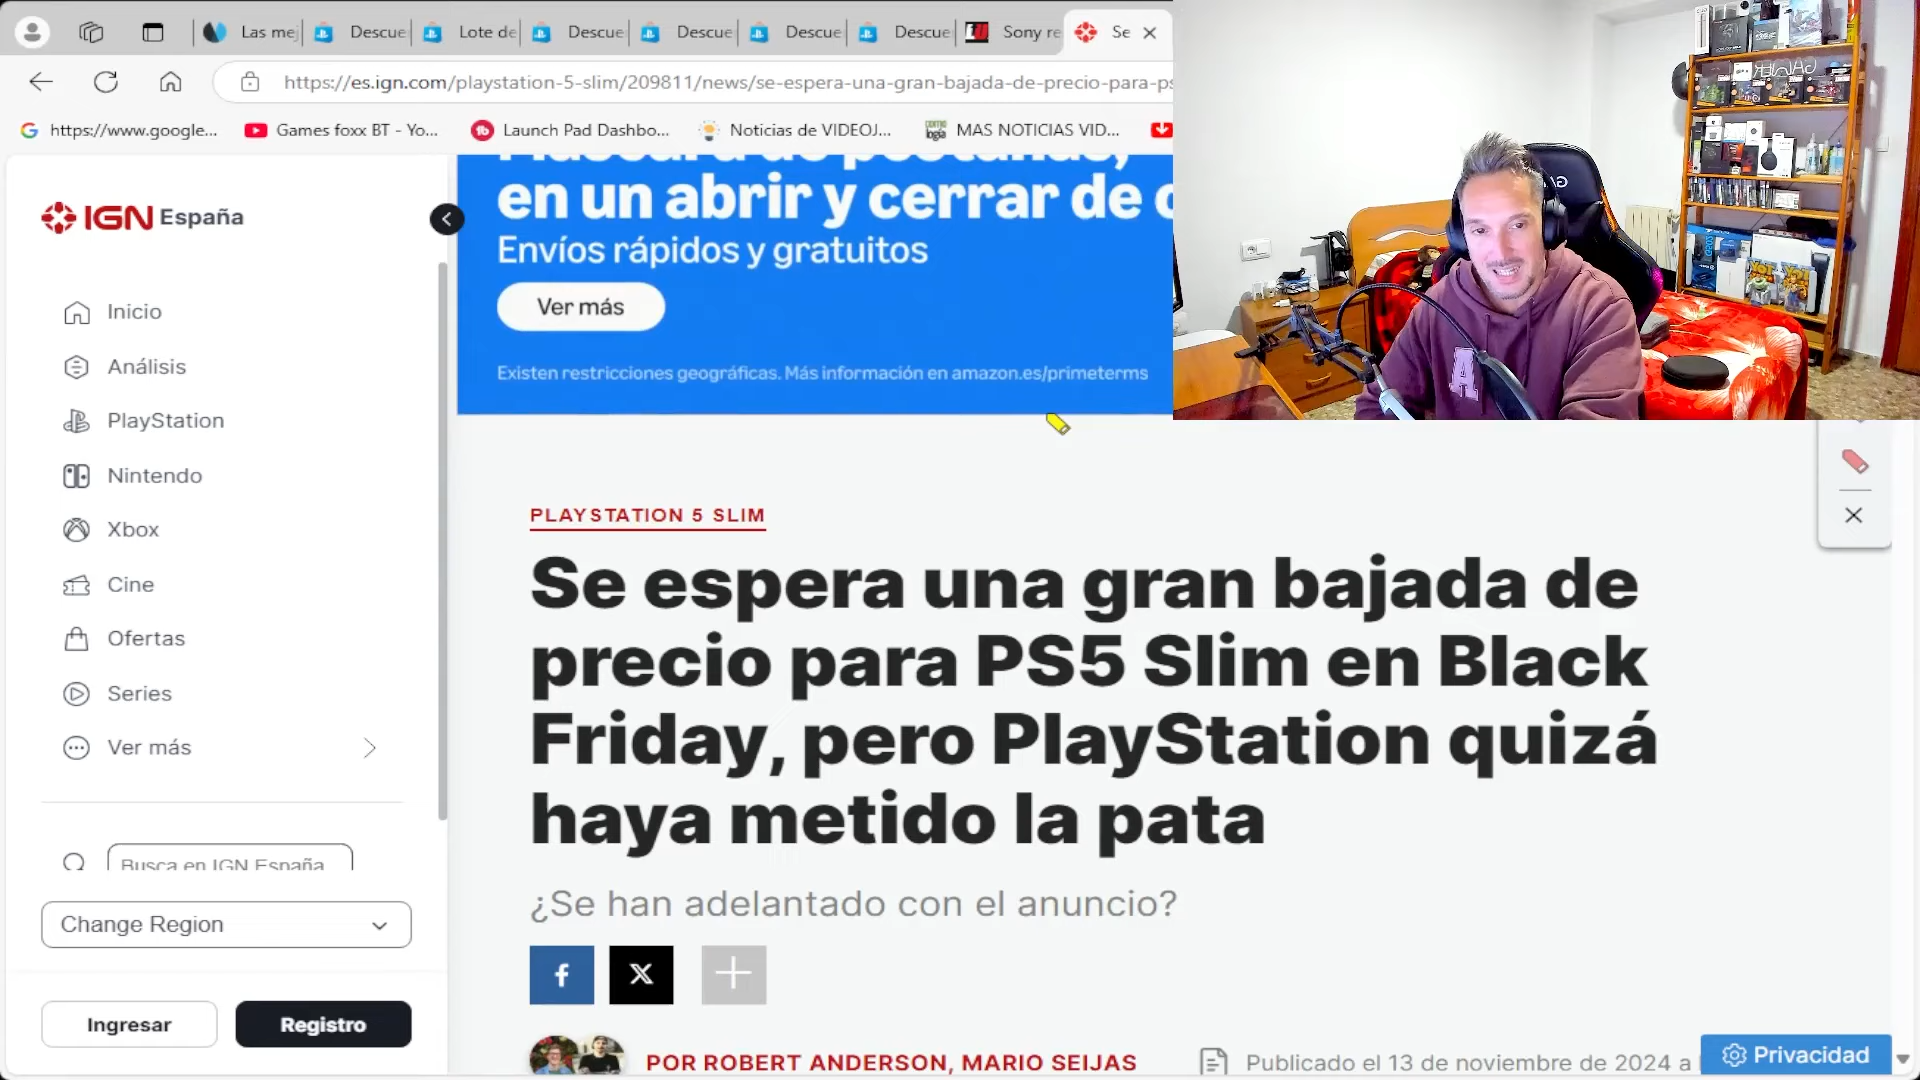 Las mej
Descue
Lote de
Descue
Descue
Descue
Descue
Sony re
Se
https://es.ign.com/playstation-5-slim/209811/news/se-espera-una-gran-bajada-de-precio-para-ps
https://www.google...
Games foxx BT - Yo...
Launch Pad Dashbo...
Noticias de VIDEOJ...
MAS NOTICIAS VID...
IGN España
Inicio
Análisis
PlayStation
Nintendo
Xbox
Cine
Ofertas
Series
Ver más
Busca en IGN España
Change Region
Ingresar
Registro
en un abrir y cerrar de
Envíos rápidos y gratuitos
Ver más
Existen restricciones geográficas. Más información en amazon.es/primeterms
PLAYSTATION 5 SLIM
Se espera una gran bajada de
precio para PS5 Slim en Black
Friday, pero PlayStation quizá
haya metido la pata
¿Se han adelantado con el anuncio?
POR ROBERT ANDERSON, MARIO SEIJAS
Publicado el 13 de noviembre de 2024 a
Privacidad
A